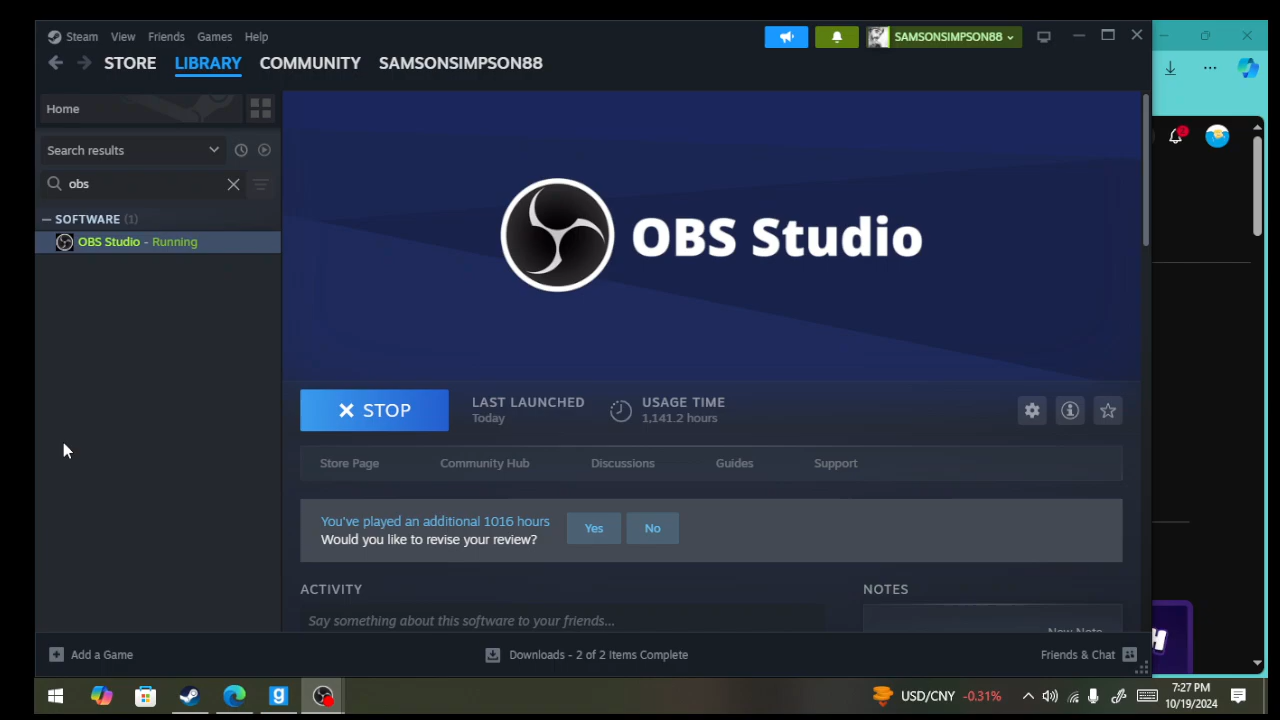 Steam View Friends Games Help
SAMSONSIMPSON88
STORE LIBRARY COMMUNITY SAMSONSIMPSON88
Home
Search results
obs
SOFTWARE (1)
OBS Studio - Running
OBS Studio
STOP
LAST LAUNCHED
Today
USAGE TIME
1,141.2 hours
Store Page Community Hub Discussions Guides Support
You've played an additional 1016 hours
Would you like to revise your review?
Yes No
ACTIVITY
NOTES
Say something about this software to your friends...
New Note
Add a Game
Downloads - 2 of 2 Items Complete
Friends & Chat
USD/CNY -0.31%
7:27 PM
10/19/2024